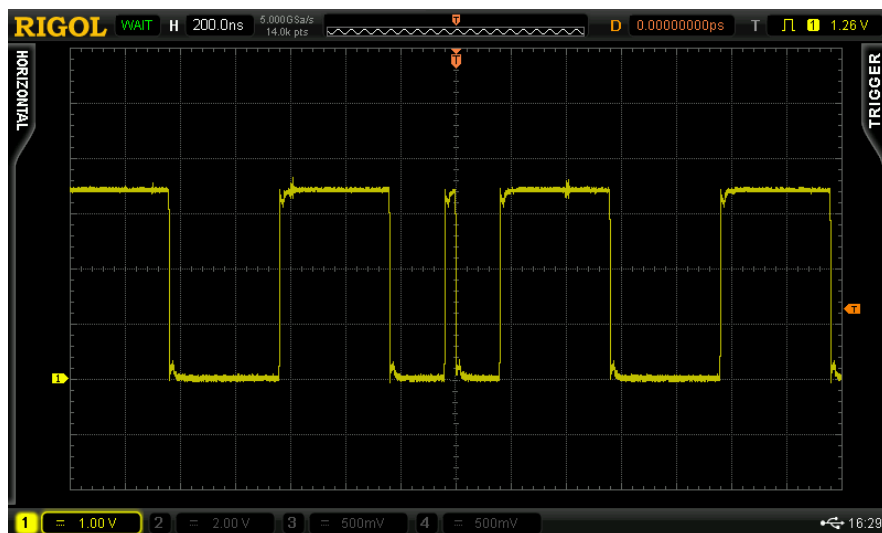 RIGOL WAIT H 200.0ns 5.000GSa/s D 0.00000000ps T 1 1.26 V
14.0k pts
T
T
HORIZONTAL
TRIGGER
T
1
1 = 1.00 V 2 = 2.00 V 3 = 500mV 4 = 500mV 16:29